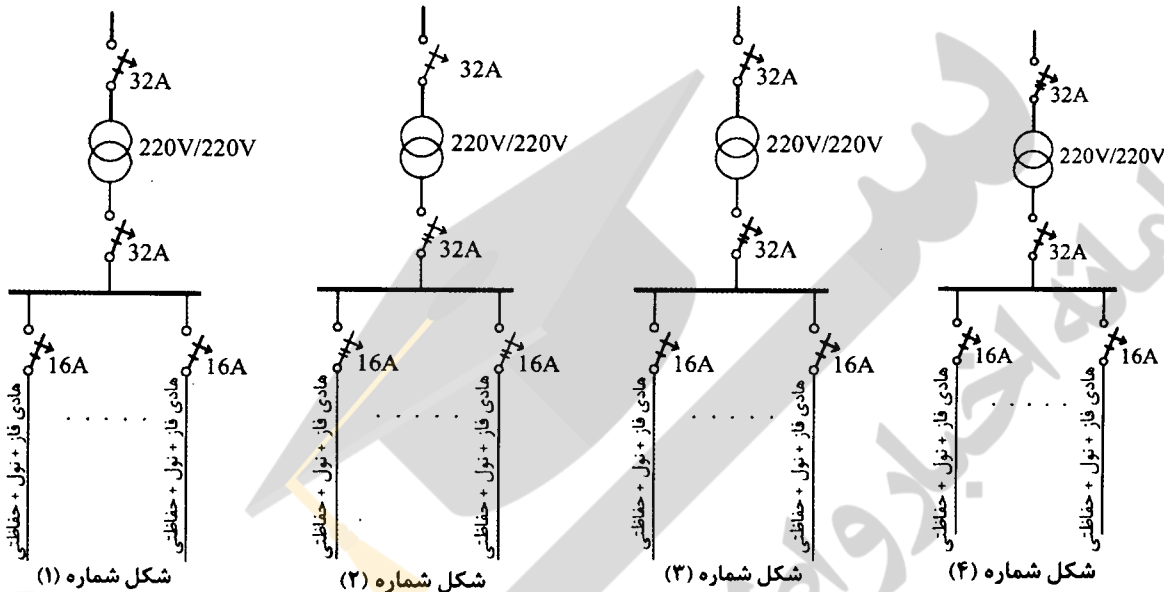 32A
220V/220V
32A
16A
16A
هادی فاز + نول + حفاظتی
هادی فاز + نول + حفاظتی
شکل شماره (۱)
32A
220V/220V
32A
16A
16A
هادی فاز + نول + حفاظتی
هادی فاز + نول + حفاظتی
شکل شماره (۲)
32A
220V/220V
32A
16A
16A
هادی فاز + نول + حفاظتی
هادی فاز + نول + حفاظتی
شکل شماره (۳)
32A
220V/220V
32A
16A
16A
هادی فاز + نول + حفاظتی
هادی فاز + نول + حفاظتی
شکل شماره (۴)